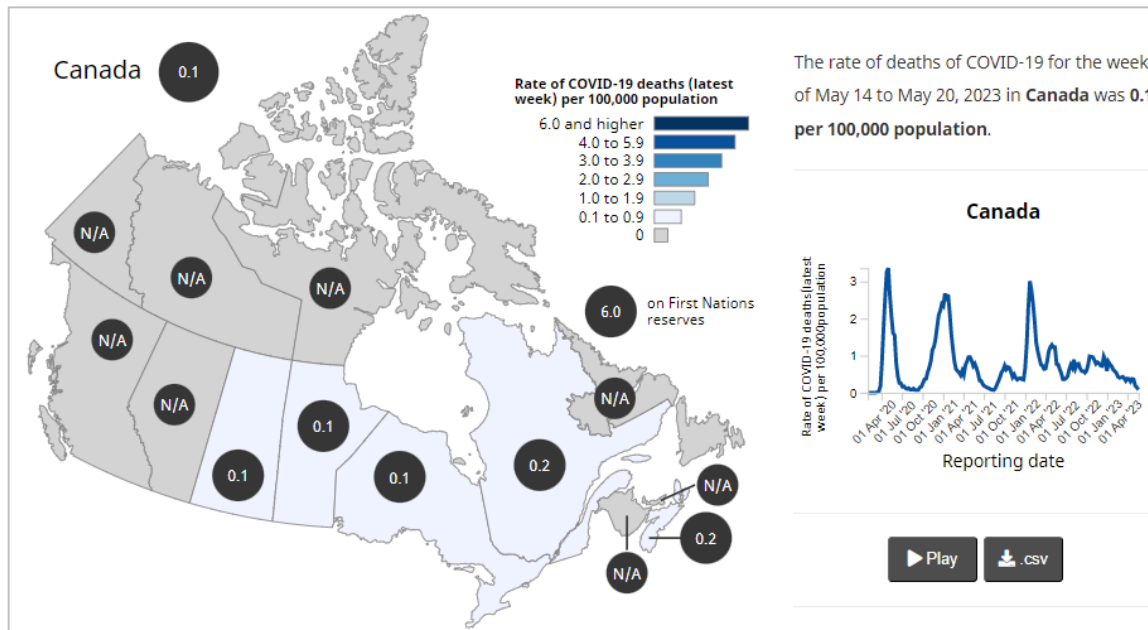 Canada 0.1
Rate of COVID-19 deaths (latest
week) per 100,000 population
6.0 and higher
4.0 to 5.9
3.0 to 3.9
2.0 to 2.9
1.0 to 1.9
0.1 to 0.9
0
N/A
N/A
N/A
6.0 on First Nations
reserves
N/A
N/A
N/A
0.1
0.1
0.1
0.2
N/A
0.2
N/A
The rate of deaths of COVID-19 for the week
of May 14 to May 20, 2023 in Canada was 0.1
per 100,000 population.
Canada
Rate of COVID-19 deaths(latest
week) per 100,000population
3
2
1
0
01 Apr '20
01 Jul '20
01 Oct '20
01 Jan '21
01 Apr '21
01 Jul '21
01 Oct '21
01 Jan '22
01 Apr '22
01 Jul '22
01 Oct '22
01 Jan '23
01 Apr '23
Reporting date
Play
.csv